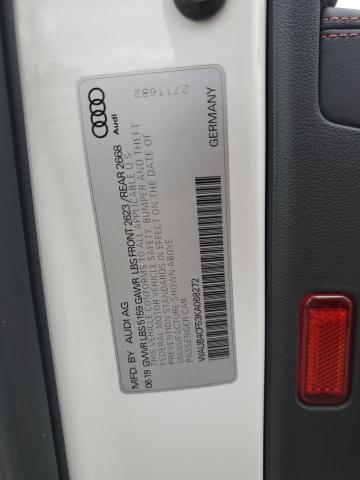 Audi
2711682
MFD. BY AUDI AG
06 19 GVWR LBS 5169 GAWR LBS FRONT 2623 / REAR 2668
THIS VEHICLE CONFORMS TO ALL APPLICABLE U S
FEDERAL MOTOR VEHICLE SAFETY, BUMPER AND THEFT
PREVENTION STANDARDS IN EFFECT ON THE DATE OF
MANUFACTURE SHOWN ABOVE.
PASSENGER CAR
WAUB4CF53KA068272
GERMANY